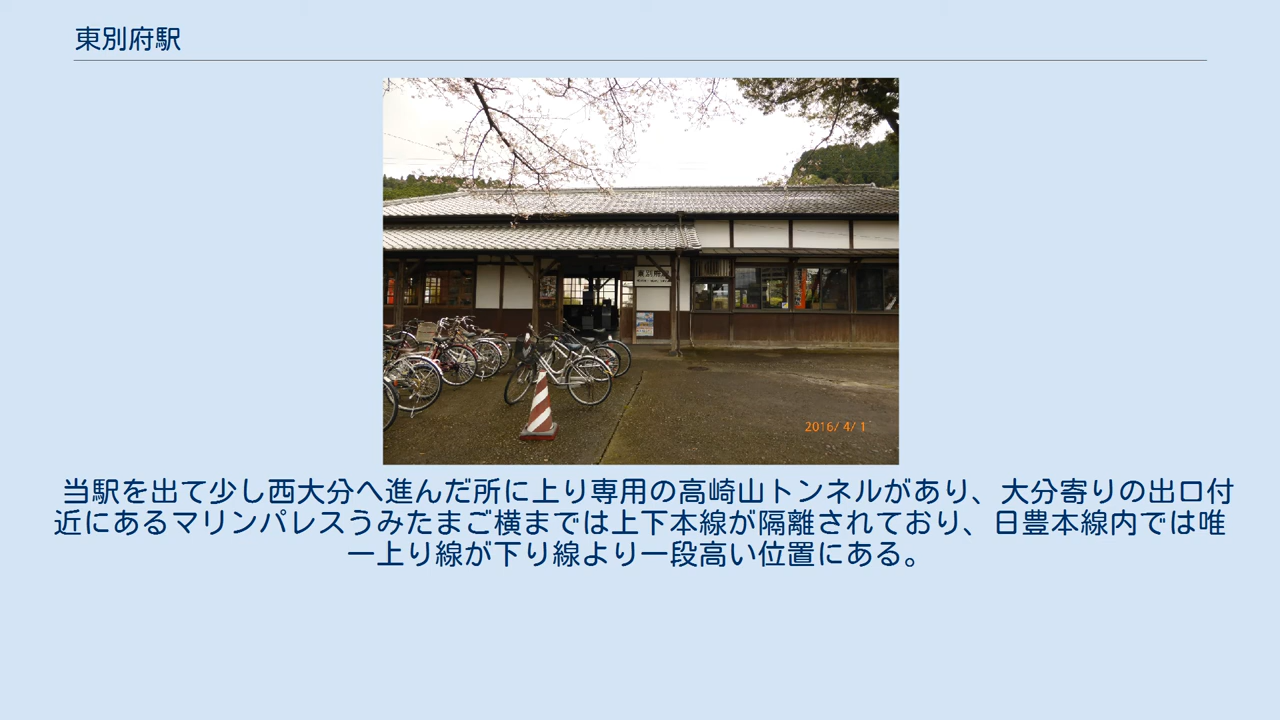 東別府駅
東別府駅
2016/ 4/ 1
当駅を出て少し西大分へ進んだ所に上り専用の高崎山トンネルがあり、大分寄りの出口付
近にあるマリンパレスうみたまご横までは上下本線が隔離されており、日豊本線内では唯
一上り線が下り線より一段高い位置にある。